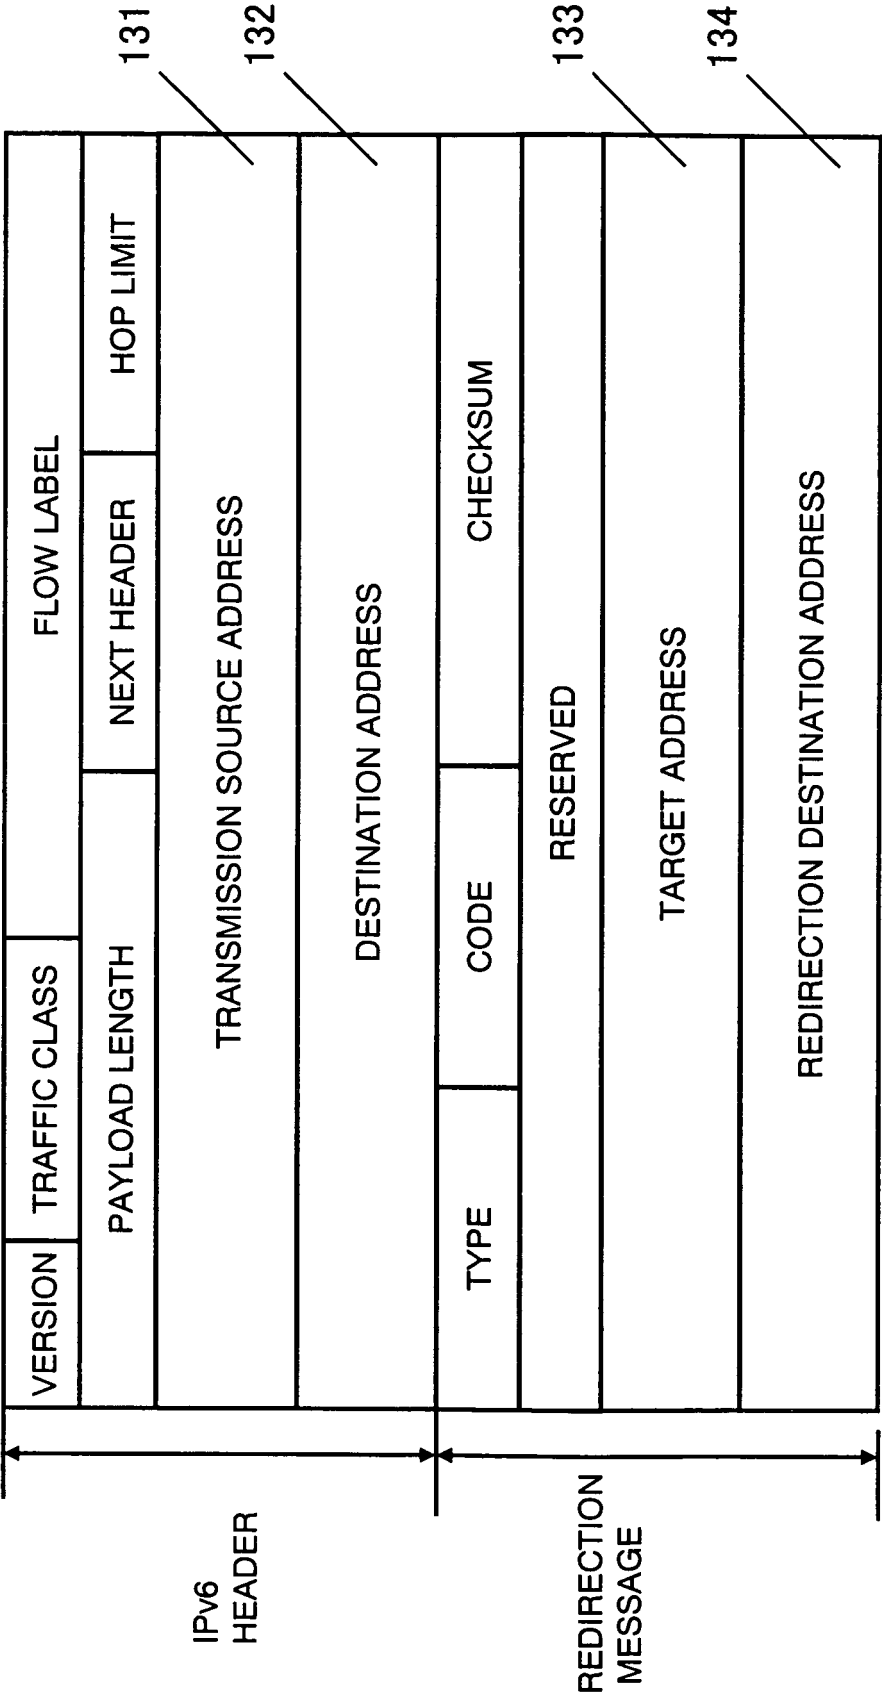 VERSION
TRAFFIC CLASS
FLOW LABEL
PAYLOAD LENGTH
NEXT HEADER
HOP LIMIT
TRANSMISSION SOURCE ADDRESS
131
DESTINATION ADDRESS
132
IPv6
HEADER
TYPE
CODE
CHECKSUM
RESERVED
TARGET ADDRESS
133
REDIRECTION DESTINATION ADDRESS
134
REDIRECTION
MESSAGE